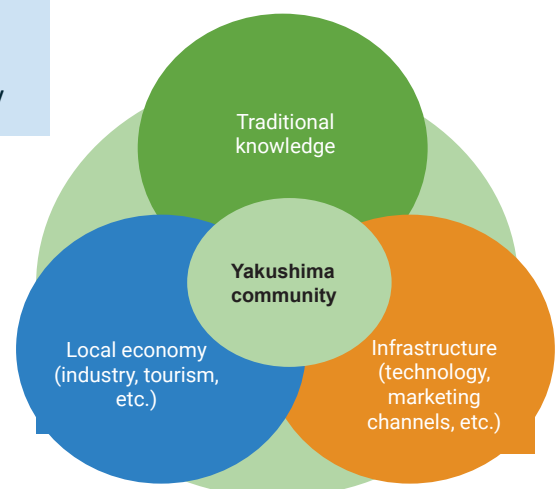 y
Traditional
knowledge
Yakushima
community
Local economy
(industry, tourism,
etc.)
Infrastructure
(technology,
marketing
channels, etc.)